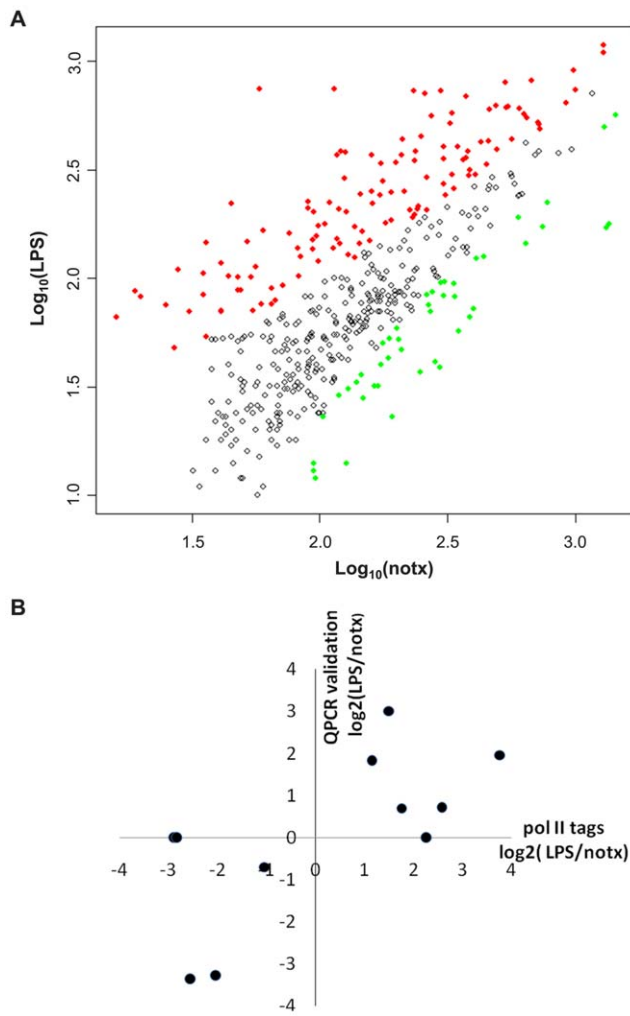 A
3.0
2.5
2.0
1.5
1.0
Log10(LPS)
1.5 2.0 2.5 3.0
Log10(notx)
B
QPCR validation
log2(LPS/notx)
4
3
2
1
0
-1
-2
-3
-4
-4 -3 -2 -1 0 1 2 3 4
pol II tags
log2( LPS/notx)